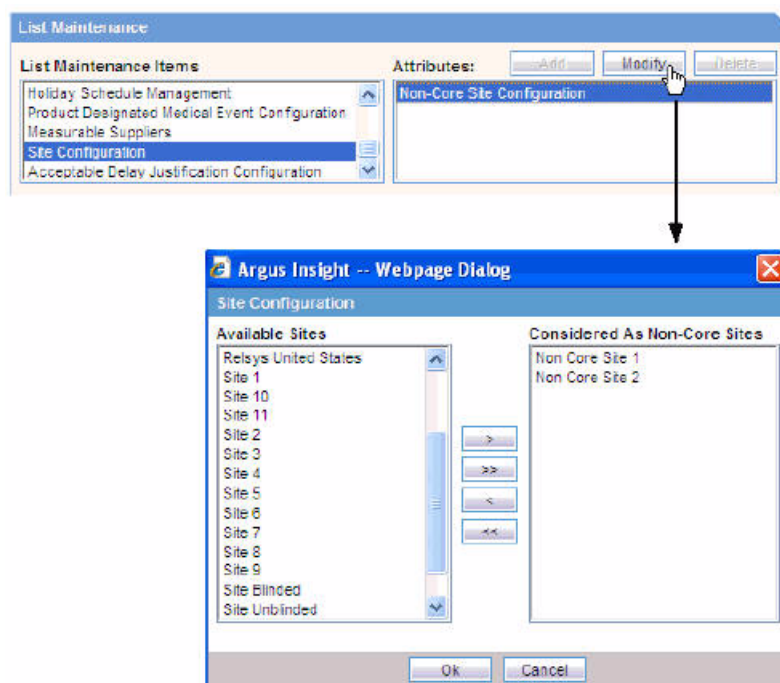 List Maintenance
List Maintenance Items
Attributes:
Add
Modify
Delete
Holiday Schedule Management
Product Designated Medical Event Configuration
Measurable Suppliers
Site Configuration
Acceptable Delay Justification Configuration
Non-Core Site Configuration
Argus Insight -- Webpage Dialog
Site Configuration
Available Sites
Relsys United States
Site 1
Site 10
Site 11
Site 2
Site 3
Site 4
Site 5
Site 6
Site 7
Site 8
Site 9
Site Blinded
Site Unblinded
>
>>
<
<<
Considered As Non-Core Sites
Non Core Site 1
Non Core Site 2
Ok
Cancel